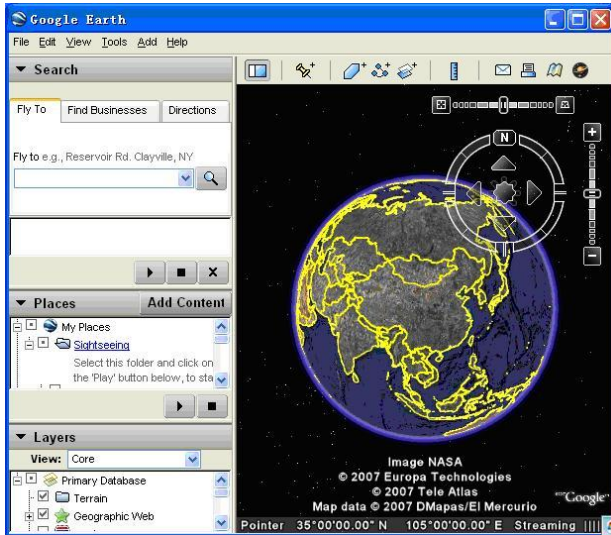 Google Earth
File Edit View Tools Add Help
Search
Fly To Find Businesses Directions
Fly to e.g., Reservoir Rd. Clayville, NY
Places Add Content
My Places
Sightseeing
Select this folder and click on
the 'Play' button below, to sta
Layers
View: Core
Primary Database
Terrain
Geographic Web
N
Image NASA
© 2007 Europa Technologies
© 2007 Tele Atlas
Map data © 2007 DMapas/El Mercurio
Google
Pointer 35°00'00.00" N 105°00'00.00" E Streaming